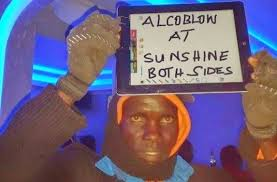 ALCOBLOW
AT
SUNSHINE
BOTH SIDES